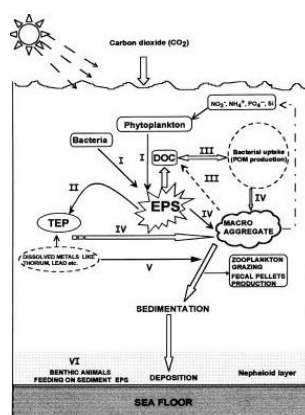 Carbon dioxide (CO2)
NO3-, NH4+, PO4--, Si
Phytoplankton
Bacteria
I
I
DOC
III
Bacterial uptake
(POM production)
III
II
EPS
IV
IV
TEP
IV
MACRO
AGGREGATE
DISSOLVED METALS LIKE
THORIUM, LEAD etc.
V
ZOOPLANKTON
GRAZING
FECAL PELLETS
PRODUCTION
SEDIMENTATION
VI
BENTHIC ANIMALS
FEEDING ON SEDIMENT EPS
DEPOSITION
Nepheloid layer
SEA FLOOR